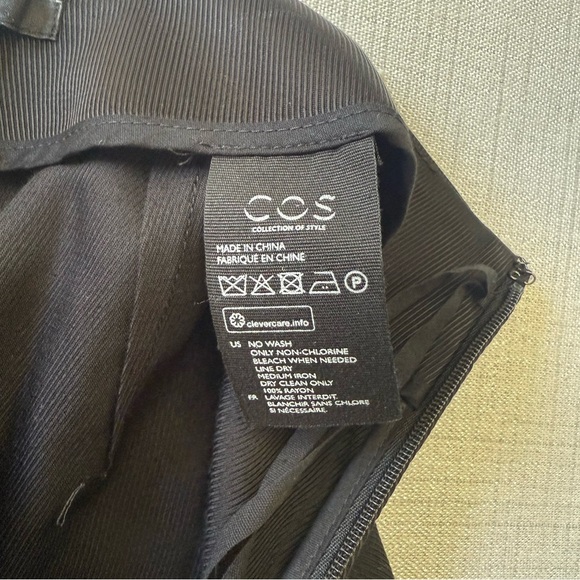 COS
COLLECTION OF STYLE
MADE IN CHINA
FABRIQUÉ EN CHINE
P
clevercare.info
US NO WASH
ONLY NON-CHLORINE
BLEACH WHEN NEEDED
LINE DRY
MEDIUM IRON
DRY CLEAN ONLY
100% RAYON
FR LAVAGE INTERDIT.
BLANCHIR SANS CHLORE
SI NÉCESSAIRE.